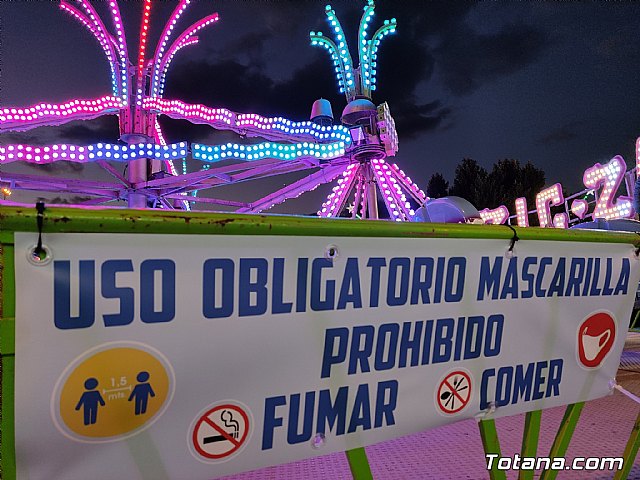 USO OBLIGATORIO MASCARILLA
PROHIBIDO
FUMAR COMER
1,5
mts
Totana.com